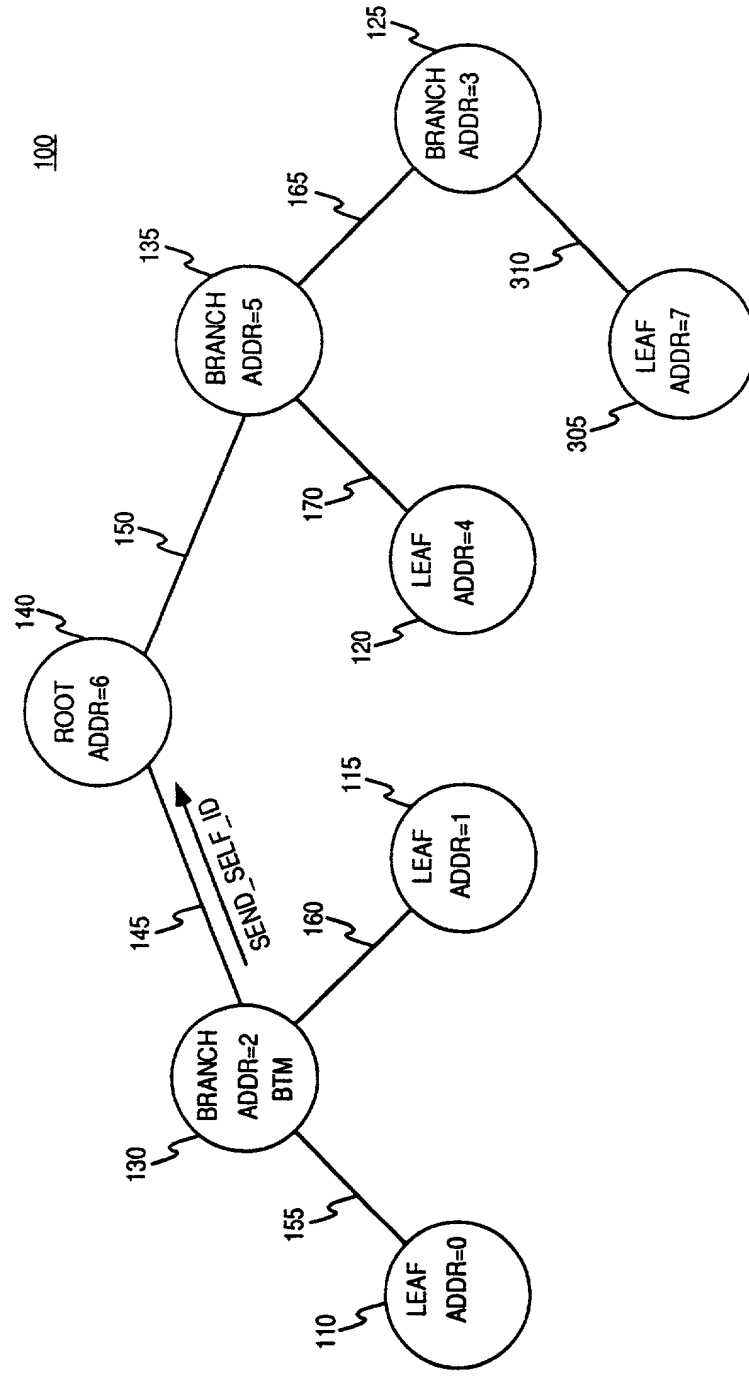 100
140
ROOT
ADDR=6
145
150
SEND_SELF_ID
130
BRANCH
ADDR=2
BTM
135
BRANCH
ADDR=5
155
160
170
165
110
LEAF
ADDR=0
115
LEAF
ADDR=1
120
LEAF
ADDR=4
125
BRANCH
ADDR=3
310
305
LEAF
ADDR=7